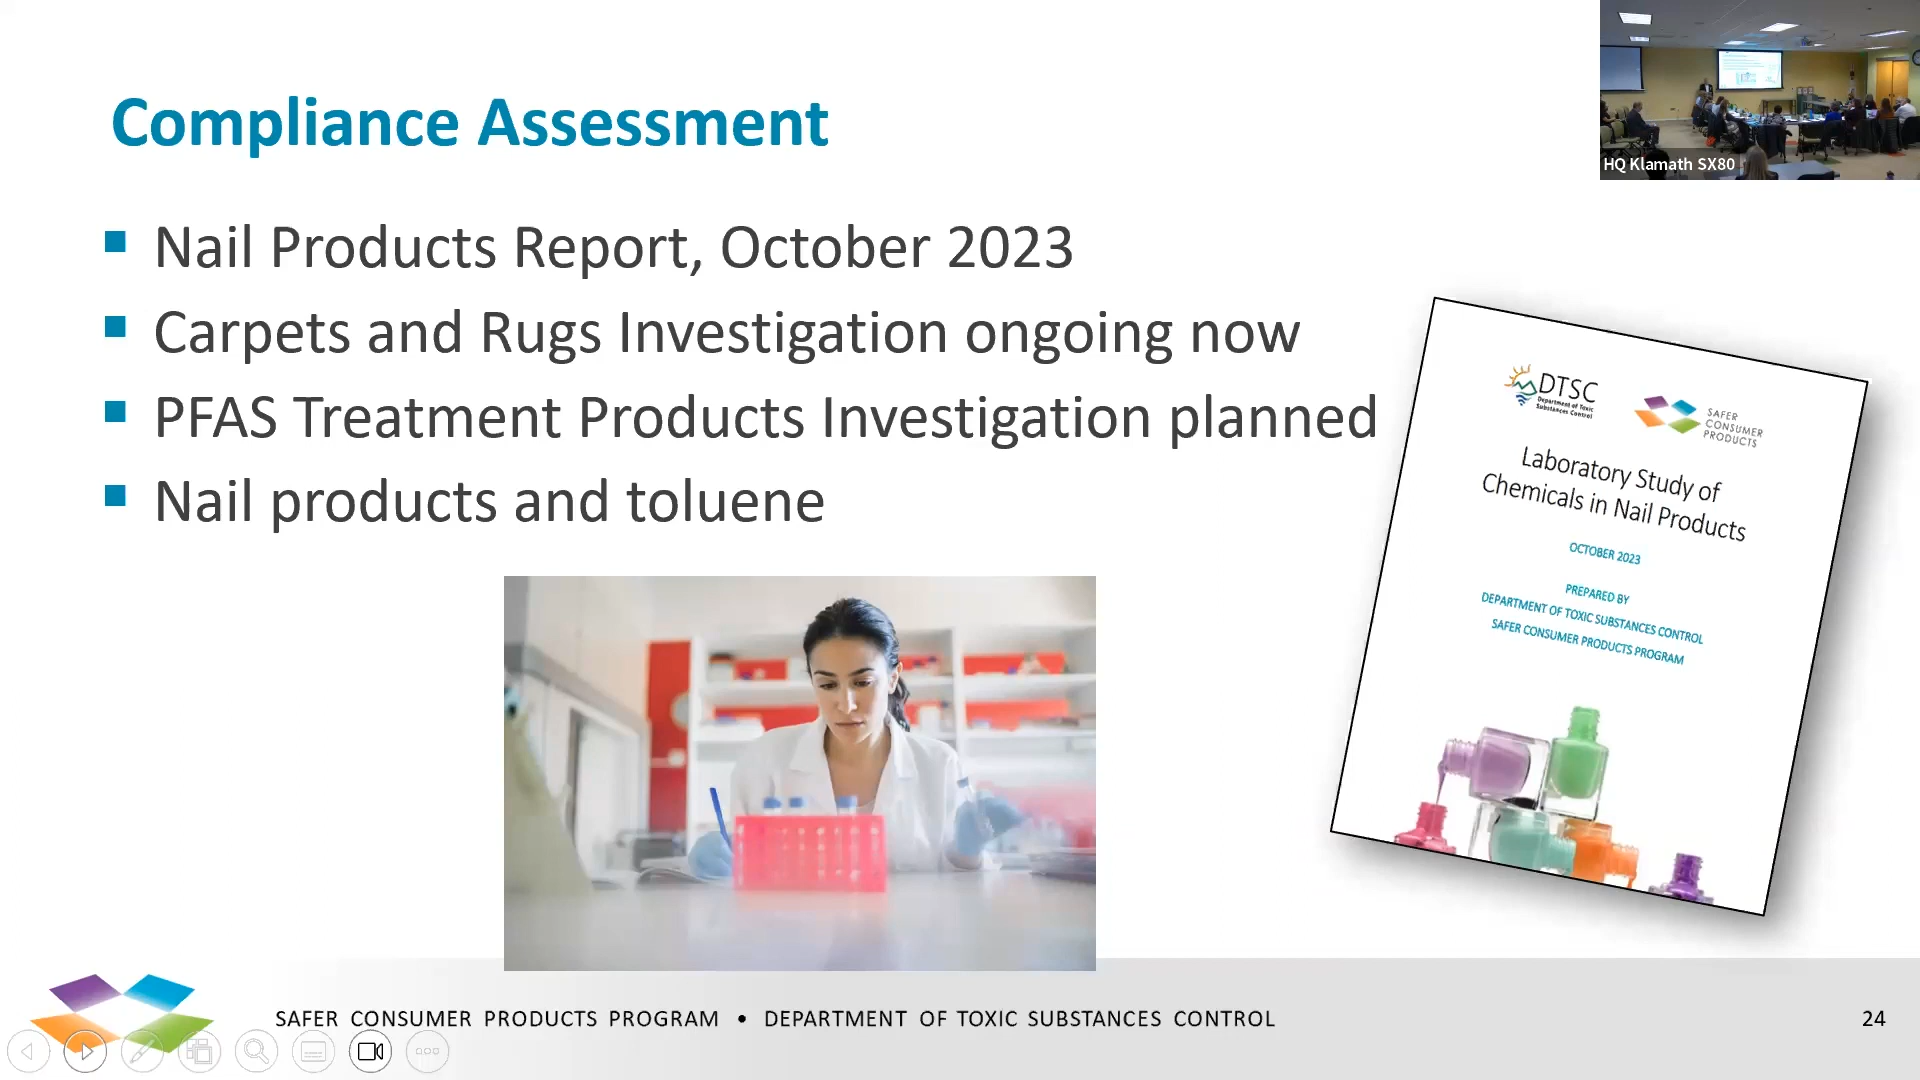 Compliance Assessment
HQ Klamath SX80
Nail Products Report, October 2023
Carpets and Rugs Investigation ongoing now
PFAS Treatment Products Investigation planned
Nail products and toluene
DTSC
Department of Toxic
Substances Control
SAFER
CONSUMER
PRODUCTS
Laboratory Study of
Chemicals in Nail Products
OCTOBER 2023
PREPARED BY
DEPARTMENT OF TOXIC SUBSTANCES CONTROL
SAFER CONSUMER PRODUCTS PROGRAM
SAFER CONSUMER PRODUCTS PROGRAM • DEPARTMENT OF TOXIC SUBSTANCES CONTROL
24